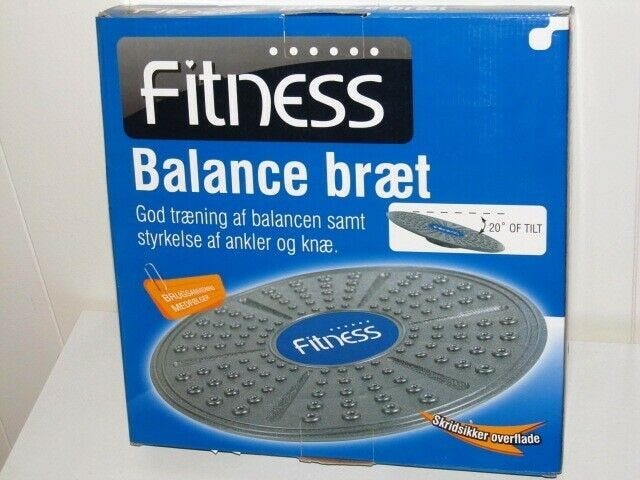 Fitness
Balance bræt
God træning af balancen samt
styrkelse af ankler og knæ.
20° OF TILT
BRUGSANVISNING
MEDFØLGER
Fitness
Skridsikker overflade